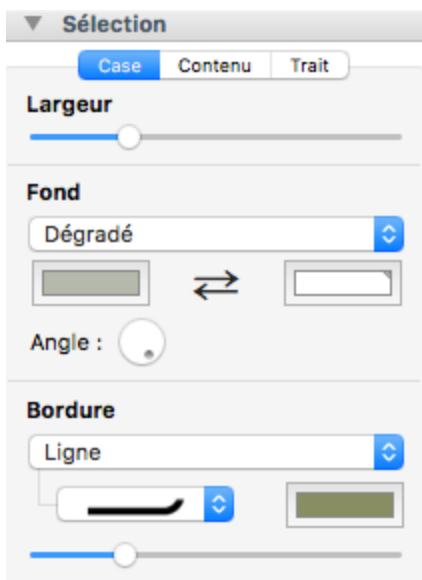 Sélection
Case Contenu Trait
Largeur
Fond
Dégradé
Angle :
Bordure
Ligne